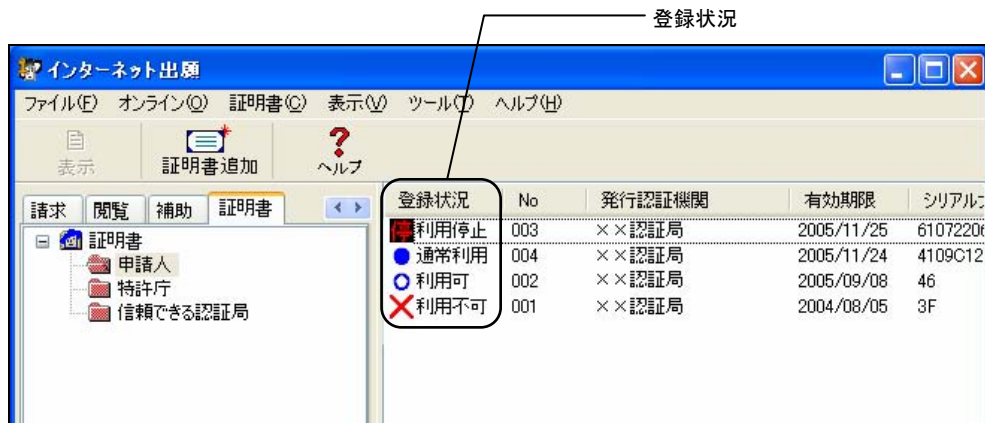 登録状況
インターネット出願
ファイル(F) オンライン(O) 証明書(C) 表示(V) ツール(T) ヘルプ(H)
表示 証明書追加 ヘルプ
請求 閲覧 補助 証明書
証明書
申請人
特許庁
信頼できる認証局
登録状況 No 発行認証機関 有効期限 シリアル
停 利用停止 003 ××認証局 2005/11/25 6107220
通常利用 004 ××認証局 2005/11/24 4109C12
利用可 002 ××認証局 2005/09/08 46
利用不可 001 ××認証局 2004/08/05 3F